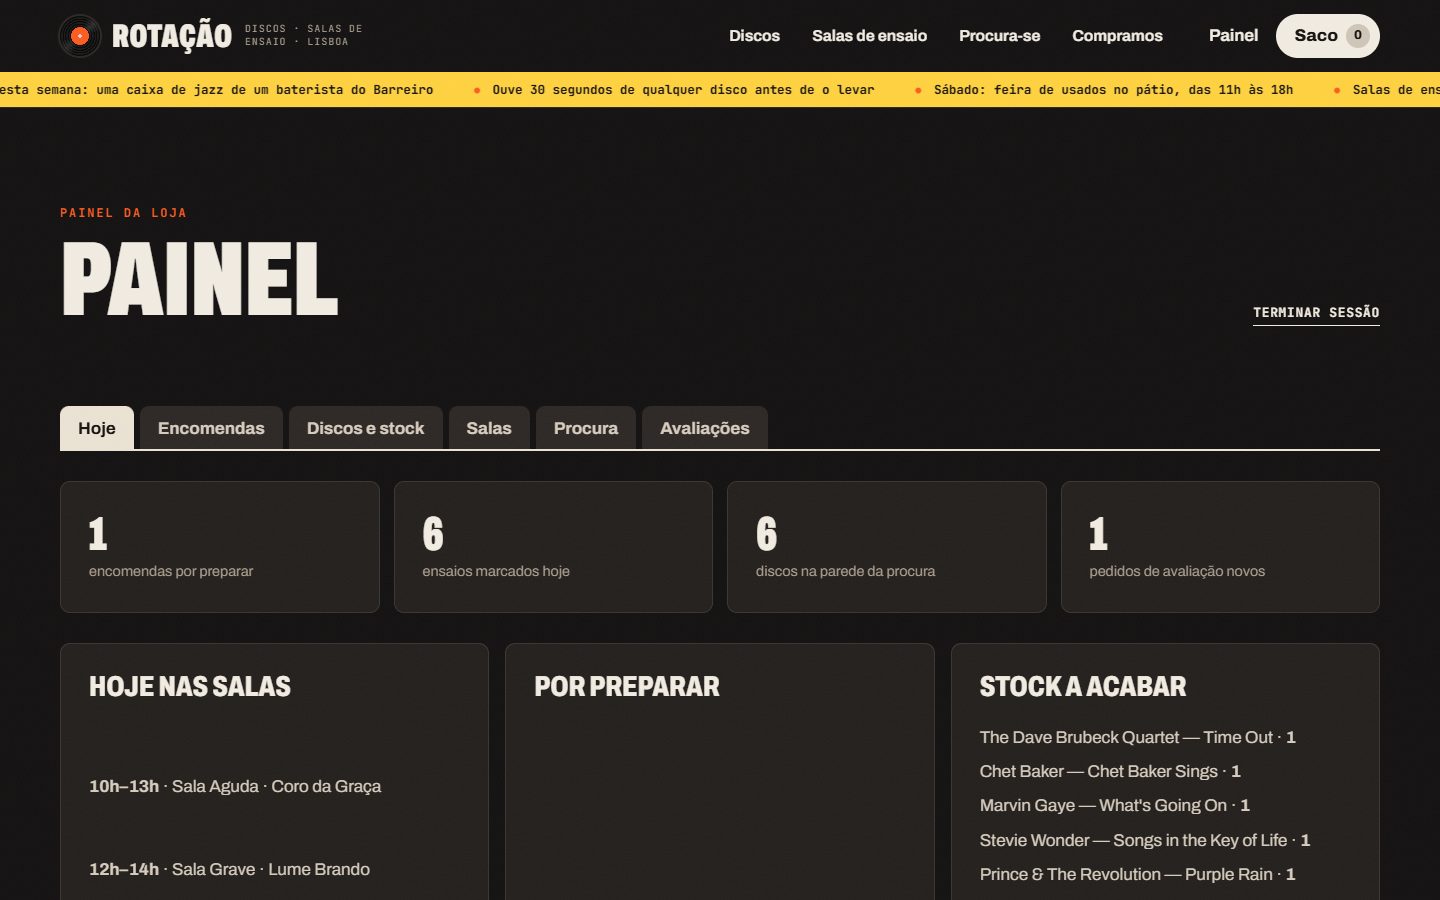 ROTAÇÃO
DISCOS · SALAS DE
ENSAIO · LISBOA
Discos Salas de ensaio Procura-se Compramos Painel Saco 0
esta semana: uma caixa de jazz de um baterista do Barreiro • Ouve 30 segundos de qualquer disco antes de o levar • Sábado: feira de usados no pátio, das 11h às 18h • Salas de ens
PAINEL DA LOJA
PAINEL
TERMINAR SESSÃO
Hoje Encomendas Discos e stock Salas Procura Avaliações
1
encomendas por preparar
6
ensaios marcados hoje
6
discos na parede da procura
1
pedidos de avaliação novos
HOJE NAS SALAS
10h–13h · Sala Aguda · Coro da Graça
12h–14h · Sala Grave · Lume Brando
POR PREPARAR
STOCK A ACABAR
The Dave Brubeck Quartet — Time Out · 1
Chet Baker — Chet Baker Sings · 1
Marvin Gaye — What's Going On · 1
Stevie Wonder — Songs in the Key of Life · 1
Prince & The Revolution — Purple Rain · 1